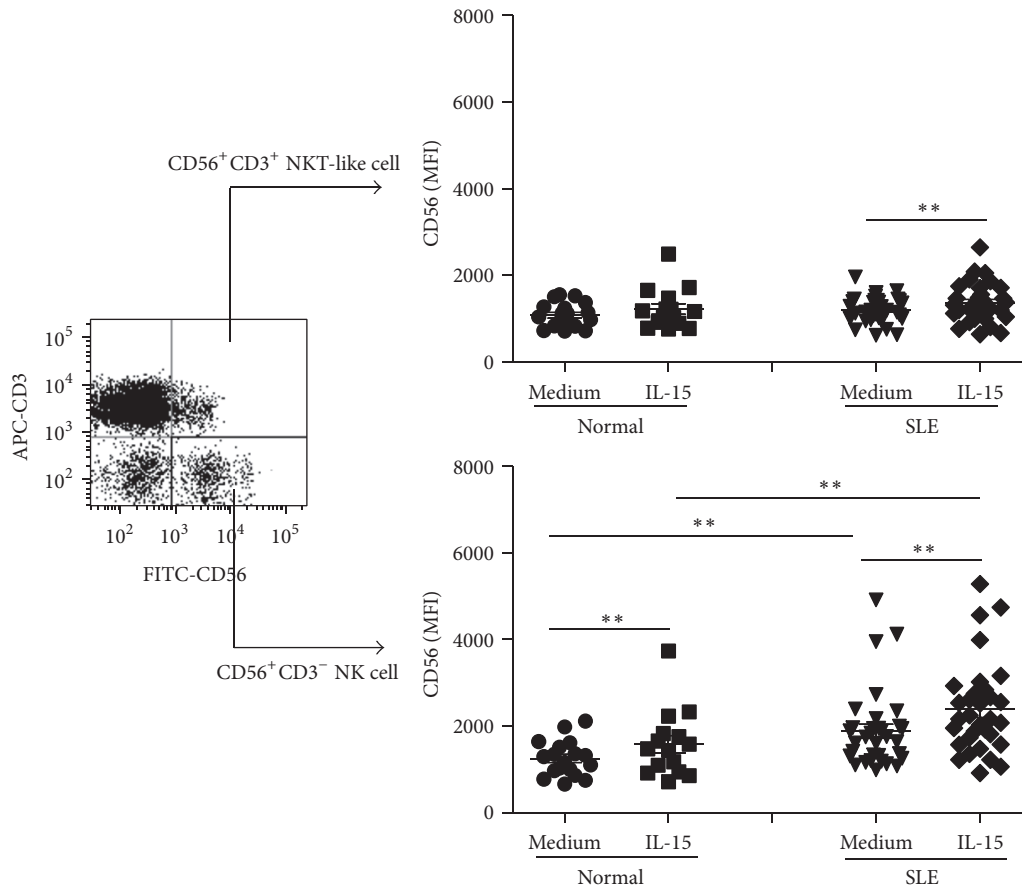 CD56⁺CD3⁺ NKT-like cell
APC-CD3
10⁵
10⁴
10³
10²
10² 10³ 10⁴ 10⁵
FITC-CD56
CD56⁺CD3⁻ NK cell
CD56 (MFI)
8000
6000
4000
2000
0
**
Medium IL-15 Medium IL-15
Normal SLE
CD56 (MFI)
8000
6000
4000
2000
0
**
**
**
**
Medium IL-15 Medium IL-15
Normal SLE